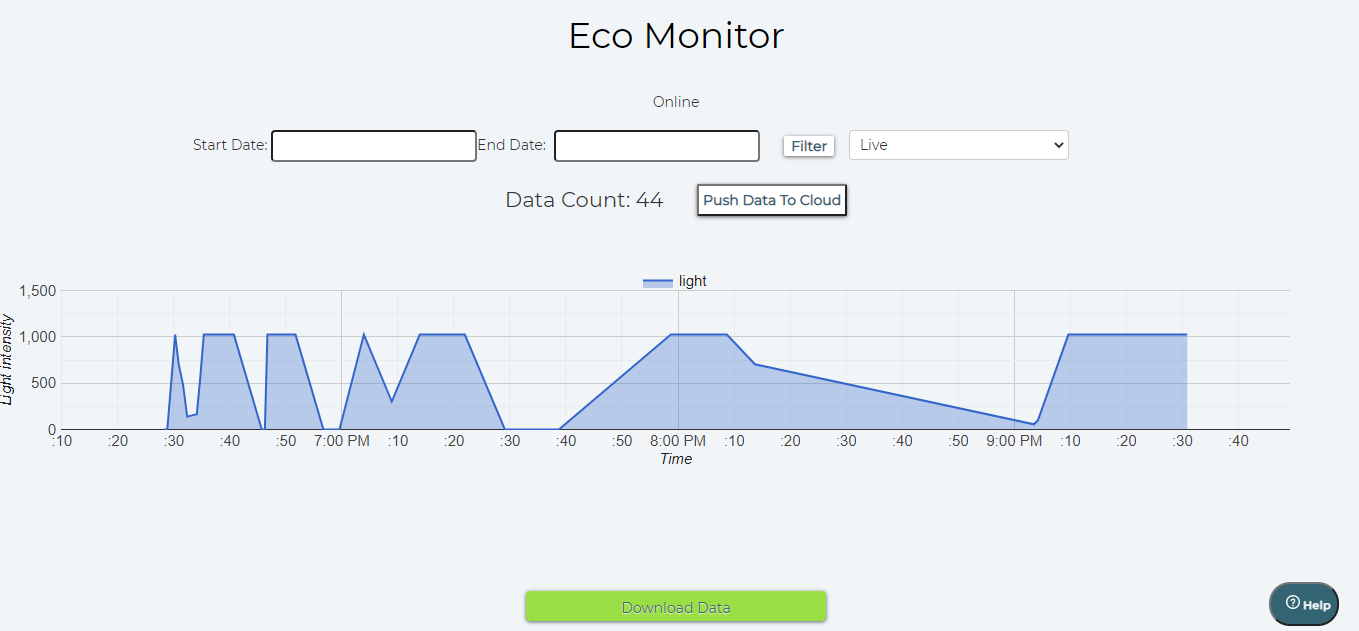 Eco Monitor
Online
Start Date: End Date: Filter Live
Data Count: 44 Push Data To Cloud
light
1,500
1,000
500
0
Light intensity
:10 :20 :30 :40 :50 7:00 PM :10 :20 :30 :40 :50 8:00 PM :10 :20 :30 :40 :50 9:00 PM :10 :20 :30 :40
Time
Download Data
? Help